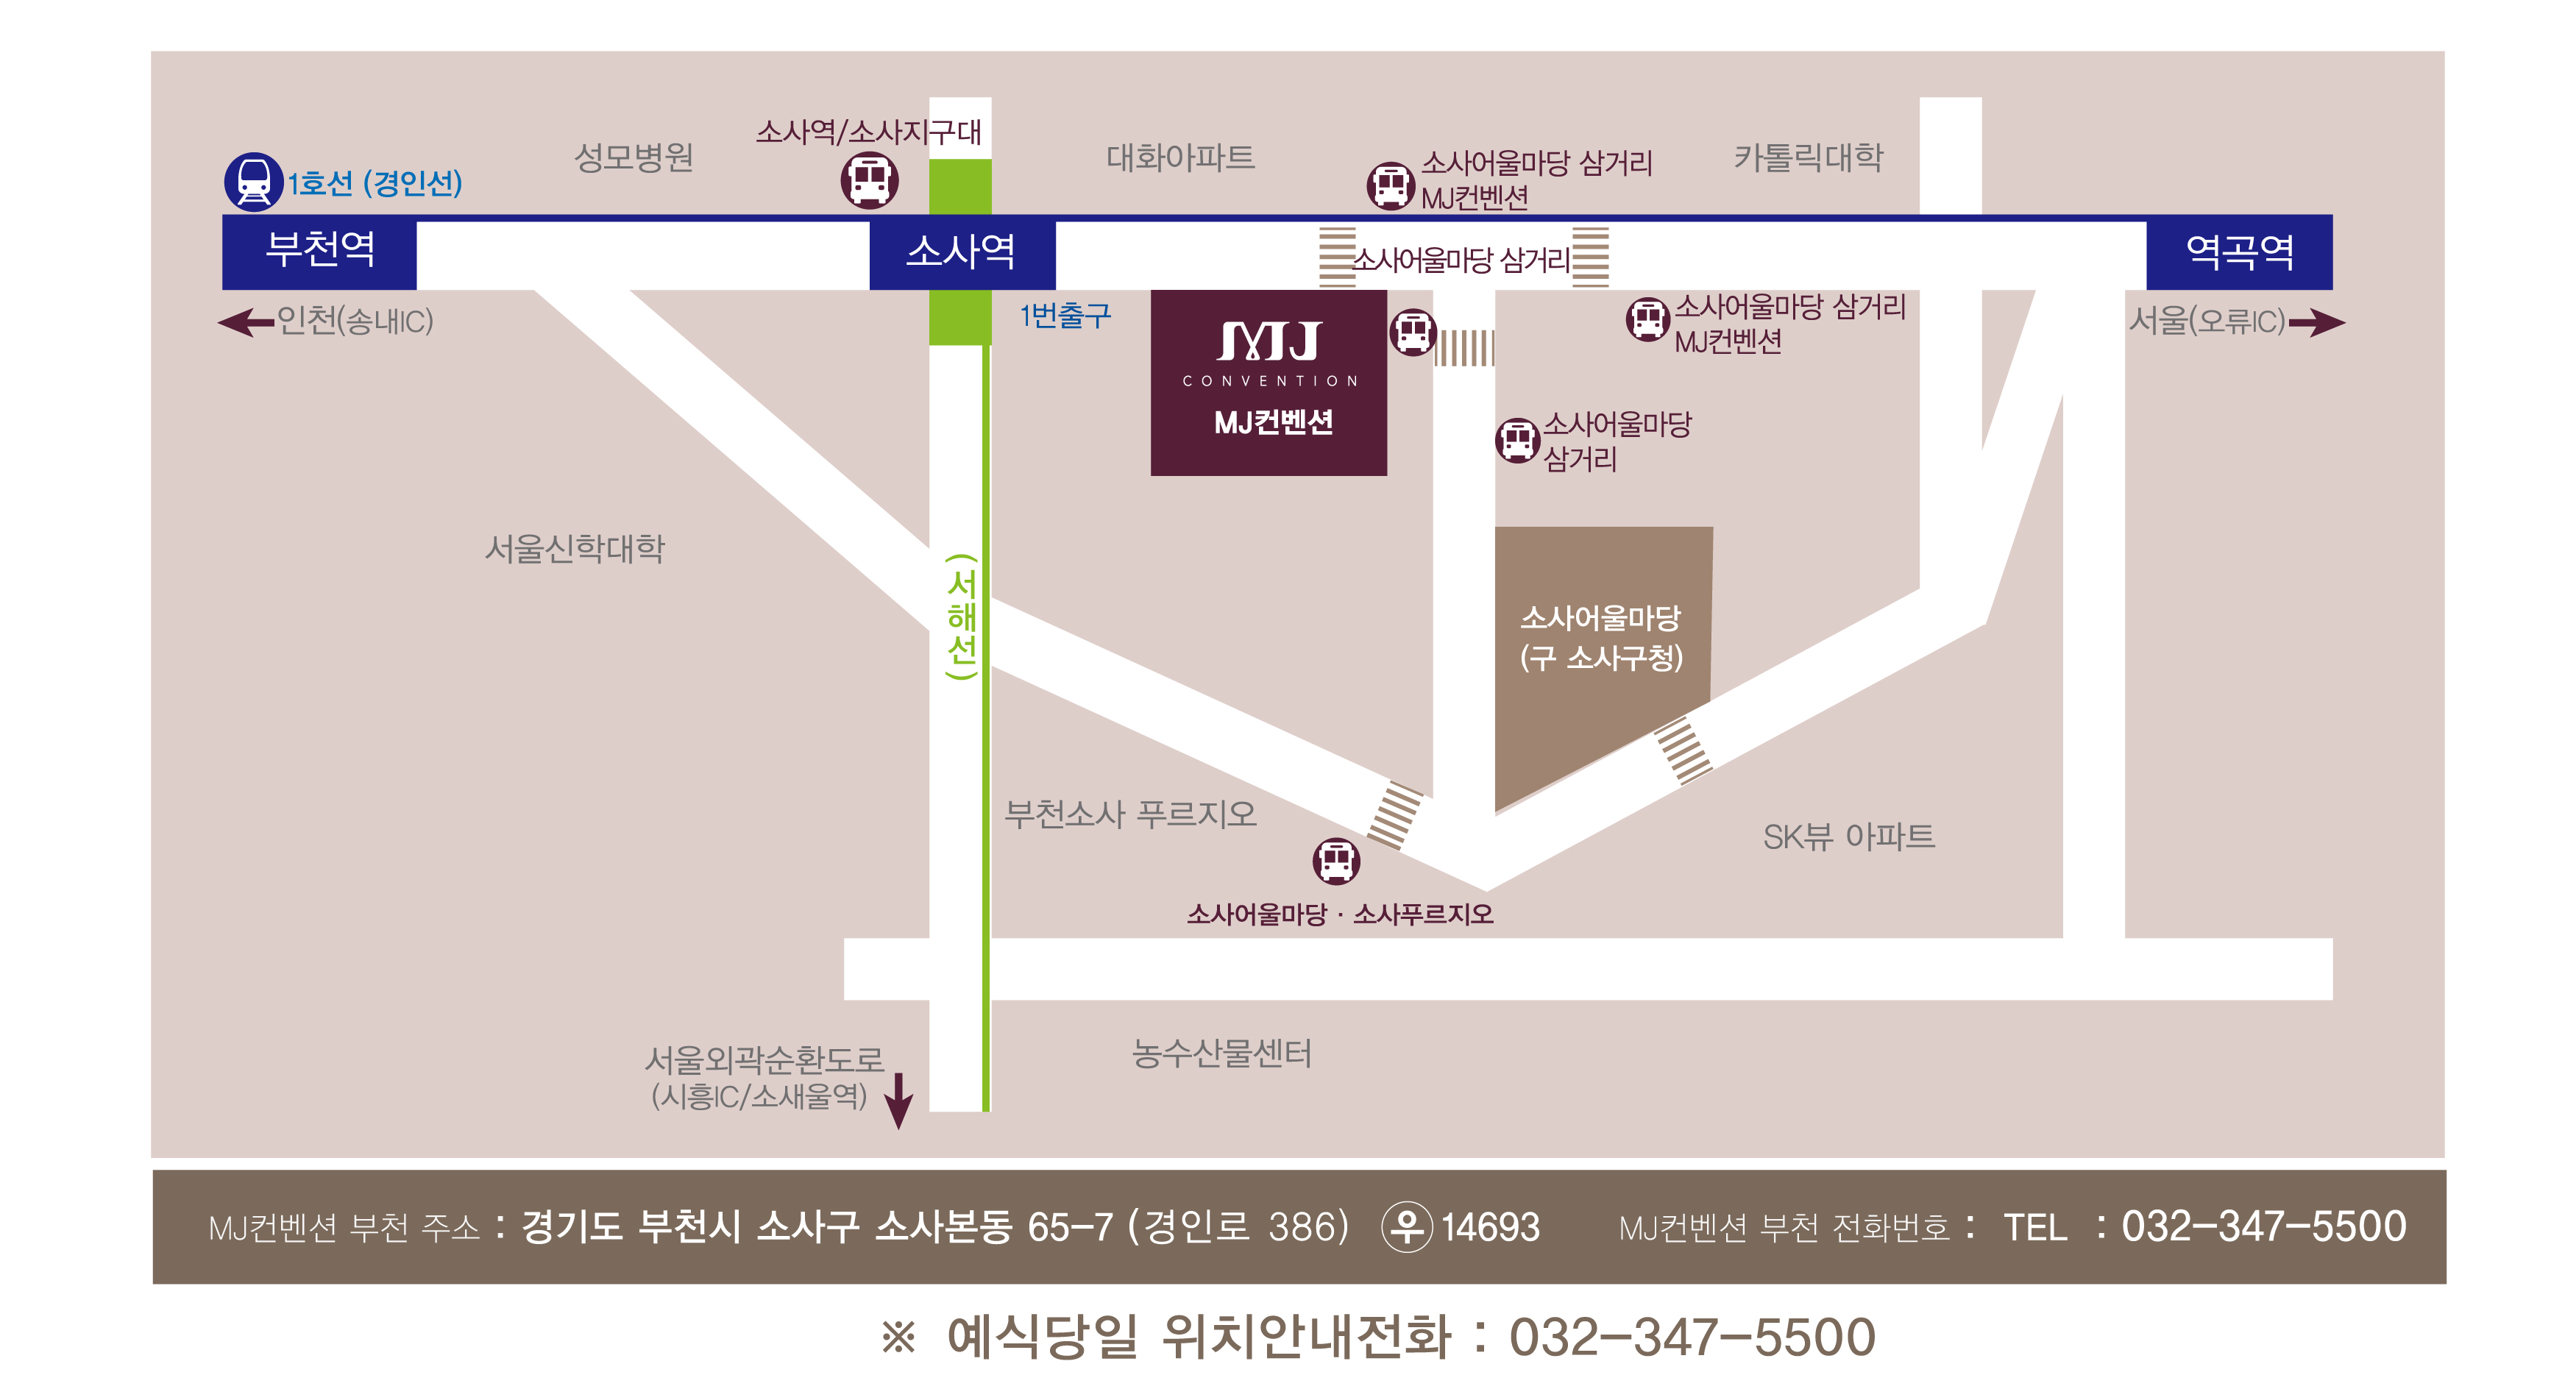 소사역/소사지구대
성모병원
대화아파트
소사어울마당 삼거리
MJ컨벤션
카톨릭대학
1호선 (경인선)
부천역
소사역
소사어울마당 삼거리
역곡역
인천(송내IC)
1번출구
소사어울마당 삼거리
MJ컨벤션
서울(오류IC)
MJ
CONVENTION
MJ컨벤션
소사어울마당
삼거리
서울신학대학
(서해선)
소사어울마당
(구 소사구청)
부천소사 푸르지오
SK뷰 아파트
소사어울마당 · 소사푸르지오
서울외곽순환도로
(시흥IC/소새울역)
농수산물센터
MJ컨벤션 부천 주소 : 경기도 부천시 소사구 소사본동 65-7 (경인로 386) 우 14693 MJ컨벤션 부천 전화번호 : TEL : 032-347-5500
※ 예식당일 위치안내전화 : 032-347-5500